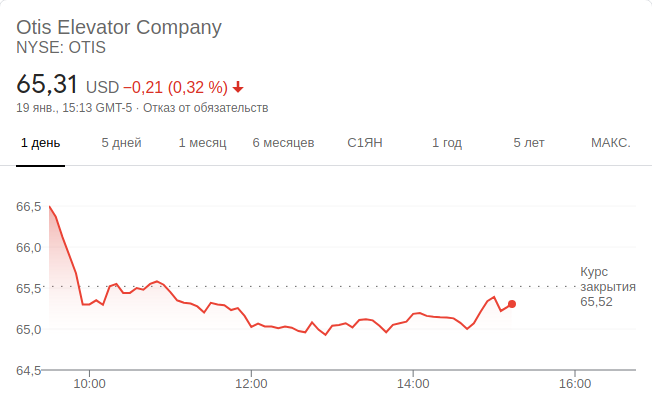 Otis Elevator Company
NYSE: OTIS
65,31 USD −0,21 (0,32 %)
19 янв., 15:13 GMT-5 · Отказ от обязательств
1 день 5 дней 1 месяц 6 месяцев С1ЯН 1 год 5 лет МАКС.
66,5
66,0
65,5
65,0
64,5
Курс
закрытия
65,52
10:00 12:00 14:00 16:00